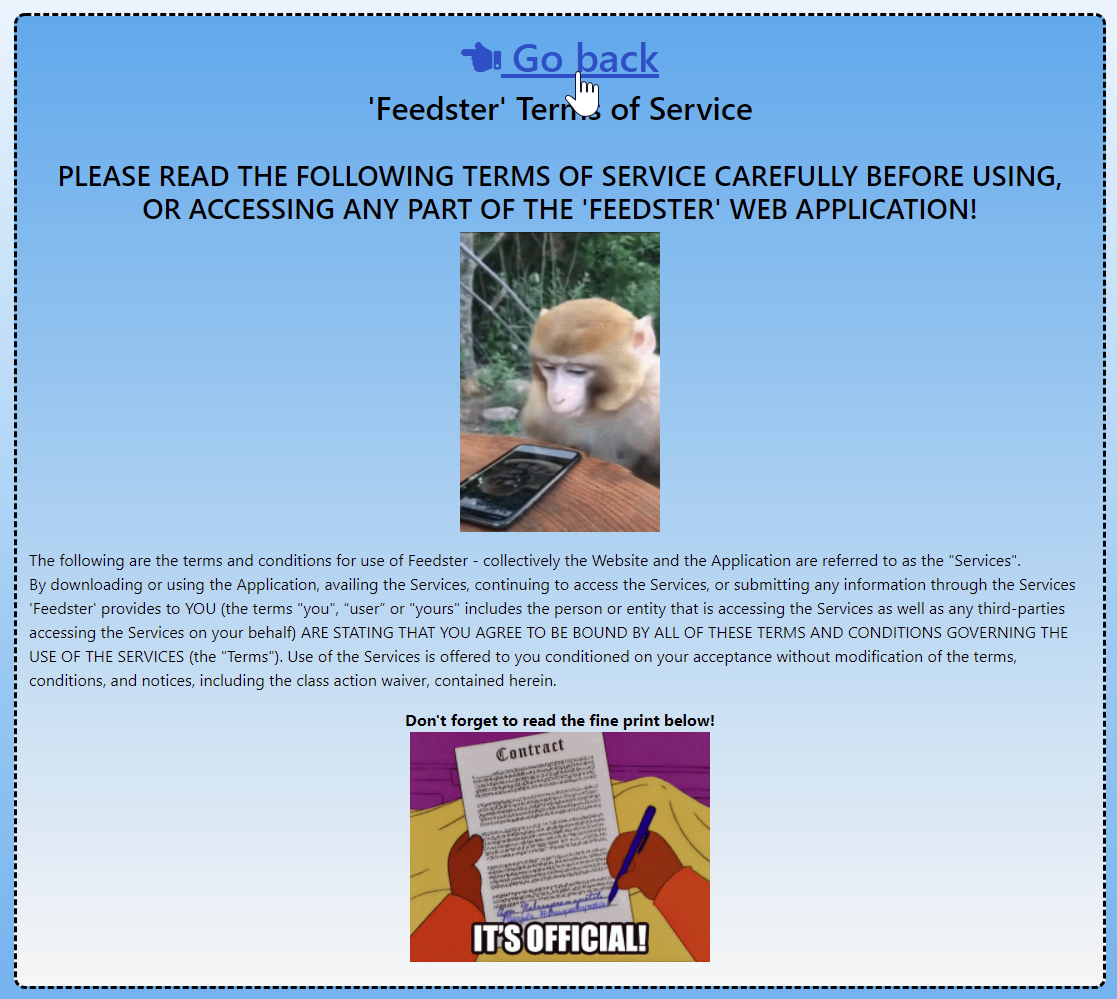 Go back
'Feedster' Terms of Service
PLEASE READ THE FOLLOWING TERMS OF SERVICE CAREFULLY BEFORE USING,
OR ACCESSING ANY PART OF THE 'FEEDSTER' WEB APPLICATION!
The following are the terms and conditions for use of Feedster - collectively the Website and the Application are referred to as the "Services".
By downloading or using the Application, availing the Services, continuing to access the Services, or submitting any information through the Services
'Feedster' provides to YOU (the terms "you", “user” or "yours" includes the person or entity that is accessing the Services as well as any third-parties
accessing the Services on your behalf) ARE STATING THAT YOU AGREE TO BE BOUND BY ALL OF THESE TERMS AND CONDITIONS GOVERNING THE
USE OF THE SERVICES (the "Terms"). Use of the Services is offered to you conditioned on your acceptance without modification of the terms,
conditions, and notices, including the class action waiver, contained herein.
Don't forget to read the fine print below!
Contract
IT'S OFFICIAL!